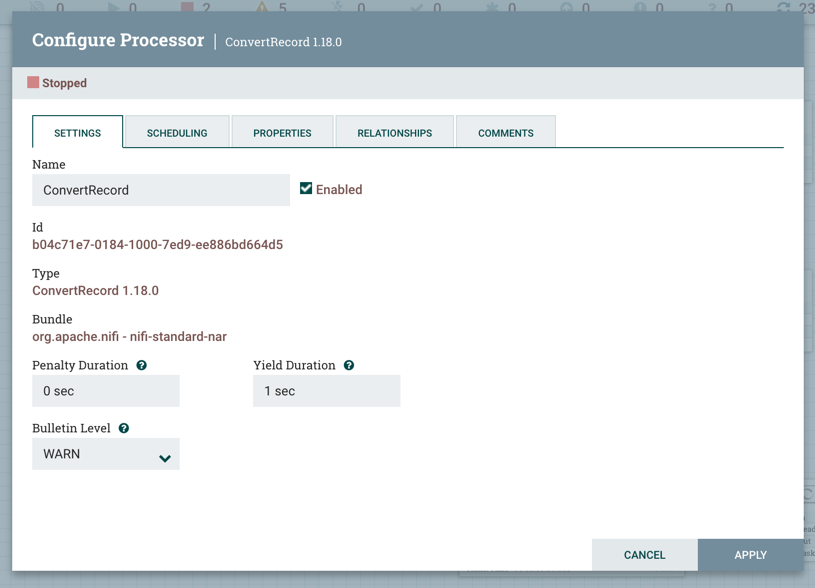 0 0 2 5 0 0 0 0 0 0 23
Configure Processor | ConvertRecord 1.18.0
Stopped
SETTINGS SCHEDULING PROPERTIES RELATIONSHIPS COMMENTS
Name
ConvertRecord Enabled
Id
b04c71e7-0184-1000-7ed9-ee886bd664d5
Type
ConvertRecord 1.18.0
Bundle
org.apache.nifi - nifi-standard-nar
Penalty Duration ? Yield Duration ?
0 sec 1 sec
Bulletin Level ?
WARN
CANCEL APPLY